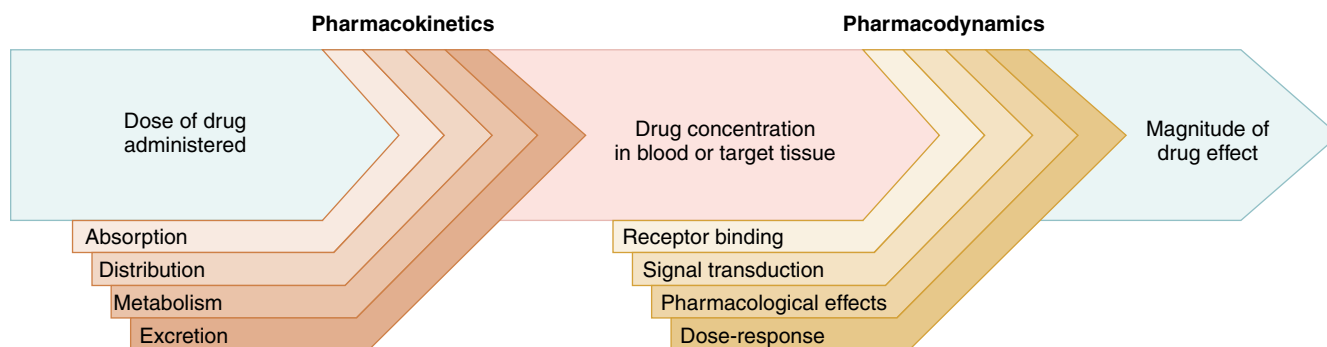 Pharmacokinetics
Pharmacodynamics
Dose of drug
administered
Drug concentration
in blood or target tissue
Magnitude of
drug effect
Absorption
Distribution
Metabolism
Excretion
Receptor binding
Signal transduction
Pharmacological effects
Dose-response